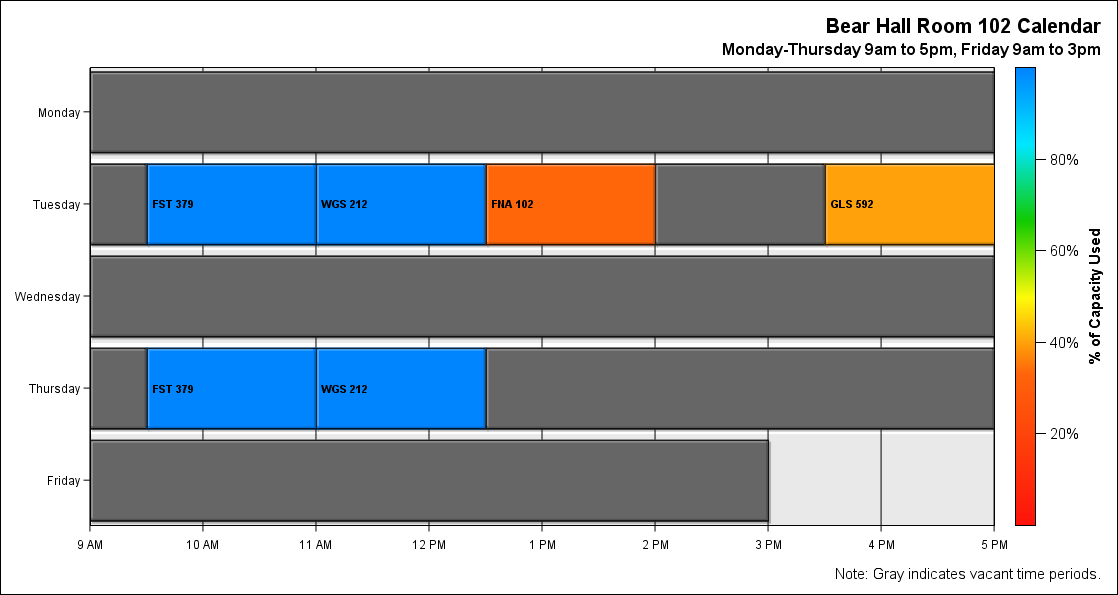 Bear Hall Room 102 Calendar
Monday-Thursday 9am to 5pm, Friday 9am to 3pm
Monday
Tuesday
FST 379
WGS 212
FNA 102
GLS 592
Wednesday
Thursday
FST 379
WGS 212
Friday
9 AM
10 AM
11 AM
12 PM
1 PM
2 PM
3 PM
4 PM
5 PM
80%
60%
40%
20%
% of Capacity Used
Note: Gray indicates vacant time periods.